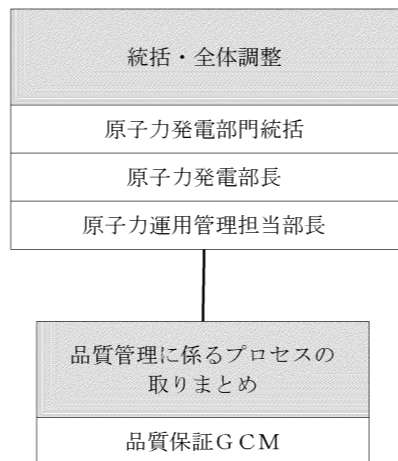 統括・全体調整
原子力発電部門統括
原子力発電部長
原子力運用管理担当部長
品質管理に係るプロセスの
取りまとめ
品質保証ＧＣＭ